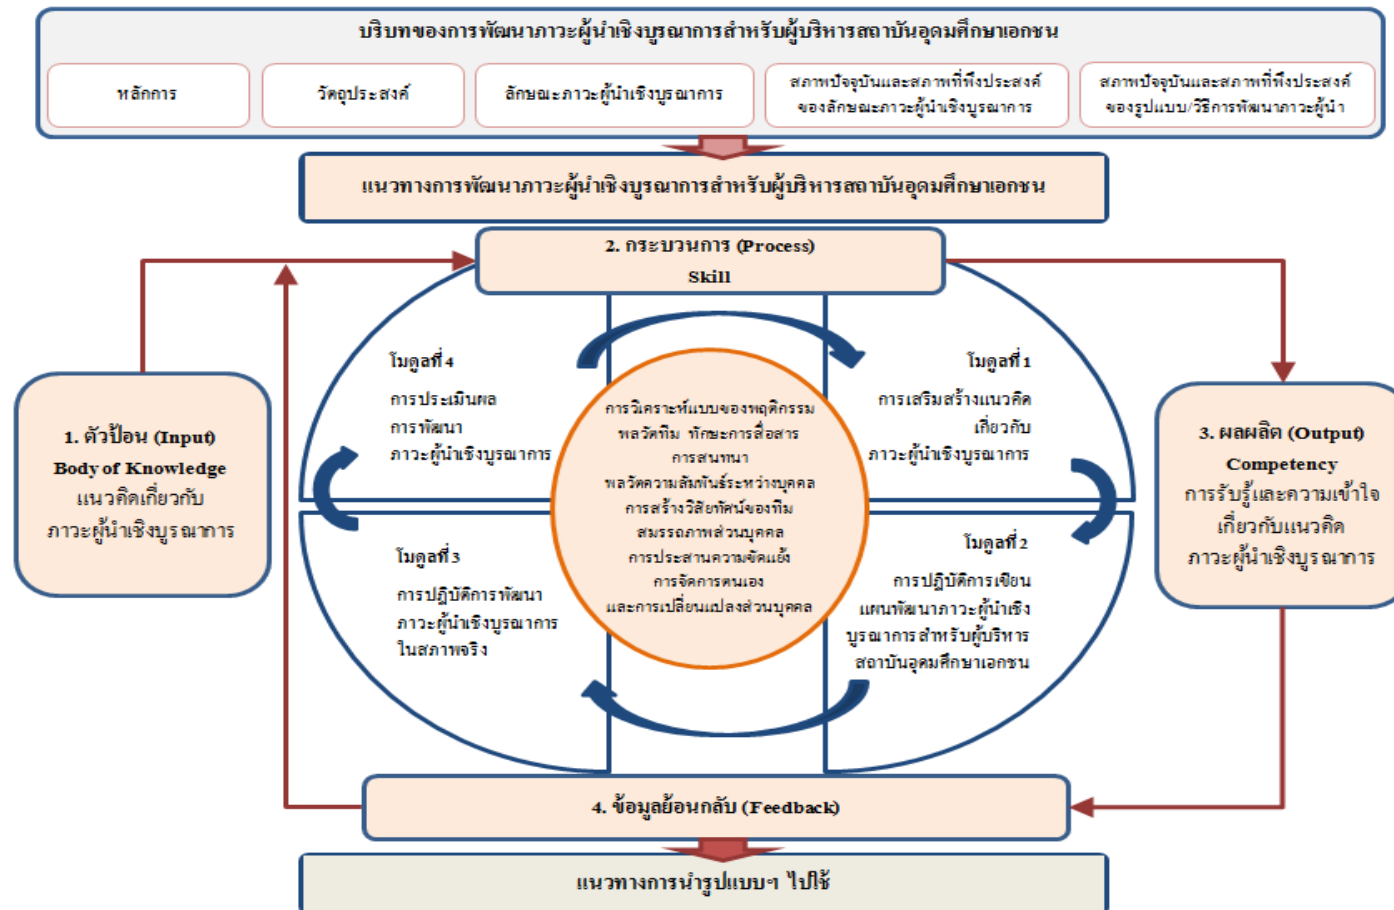 บริบทของการพัฒนาภาวะผู้นำเชิงบูรณาการสำหรับผู้บริหารสถาบันอุดมศึกษาเอกชน
หลักการ
วัตถุประสงค์
ลักษณะภาวะผู้นำเชิงบูรณาการ
สภาพปัจจุบันและสภาพที่พึงประสงค์
ของลักษณะภาวะผู้นำเชิงบูรณาการ
สภาพปัจจุบันและสภาพที่พึงประสงค์
ของรูปแบบ/วิธีการพัฒนาภาวะผู้นำ
แนวทางการพัฒนาภาวะผู้นำเชิงบูรณาการสำหรับผู้บริหารสถาบันอุดมศึกษาเอกชน
2. กระบวนการ (Process)
Skill
1. ตัวป้อน (Input)
Body of Knowledge
แนวคิดเกี่ยวกับ
ภาวะผู้นำเชิงบูรณาการ
โมดูลที่ 4
การประเมินผล
การพัฒนา
ภาวะผู้นำเชิงบูรณาการ
โมดูลที่ 1
การเสริมสร้างแนวคิด
เกี่ยวกับ
ภาวะผู้นำเชิงบูรณาการ
การวิเคราะห์แบบของพฤติกรรม
พลวัตทีม ทักษะการสื่อสาร
การสนทนา
พลวัตความสัมพันธ์ระหว่างบุคคล
การสร้างวิสัยทัศน์ของทีม
สมรรถภาพส่วนบุคคล
การประสานความขัดแย้ง
การจัดการตนเอง
และการเปลี่ยนแปลงส่วนบุคคล
โมดูลที่ 3
การปฏิบัติการพัฒนา
ภาวะผู้นำเชิงบูรณาการ
ในสภาพจริง
โมดูลที่ 2
การปฏิบัติการเขียน
แผนพัฒนาภาวะผู้นำเชิง
บูรณาการสำหรับผู้บริหาร
สถาบันอุดมศึกษาเอกชน
3. ผลผลิต (Output)
Competency
การรับรู้และความเข้าใจ
เกี่ยวกับแนวคิด
ภาวะผู้นำเชิงบูรณาการ
4. ข้อมูลย้อนกลับ (Feedback)
แนวทางการนำรูปแบบฯ ไปใช้